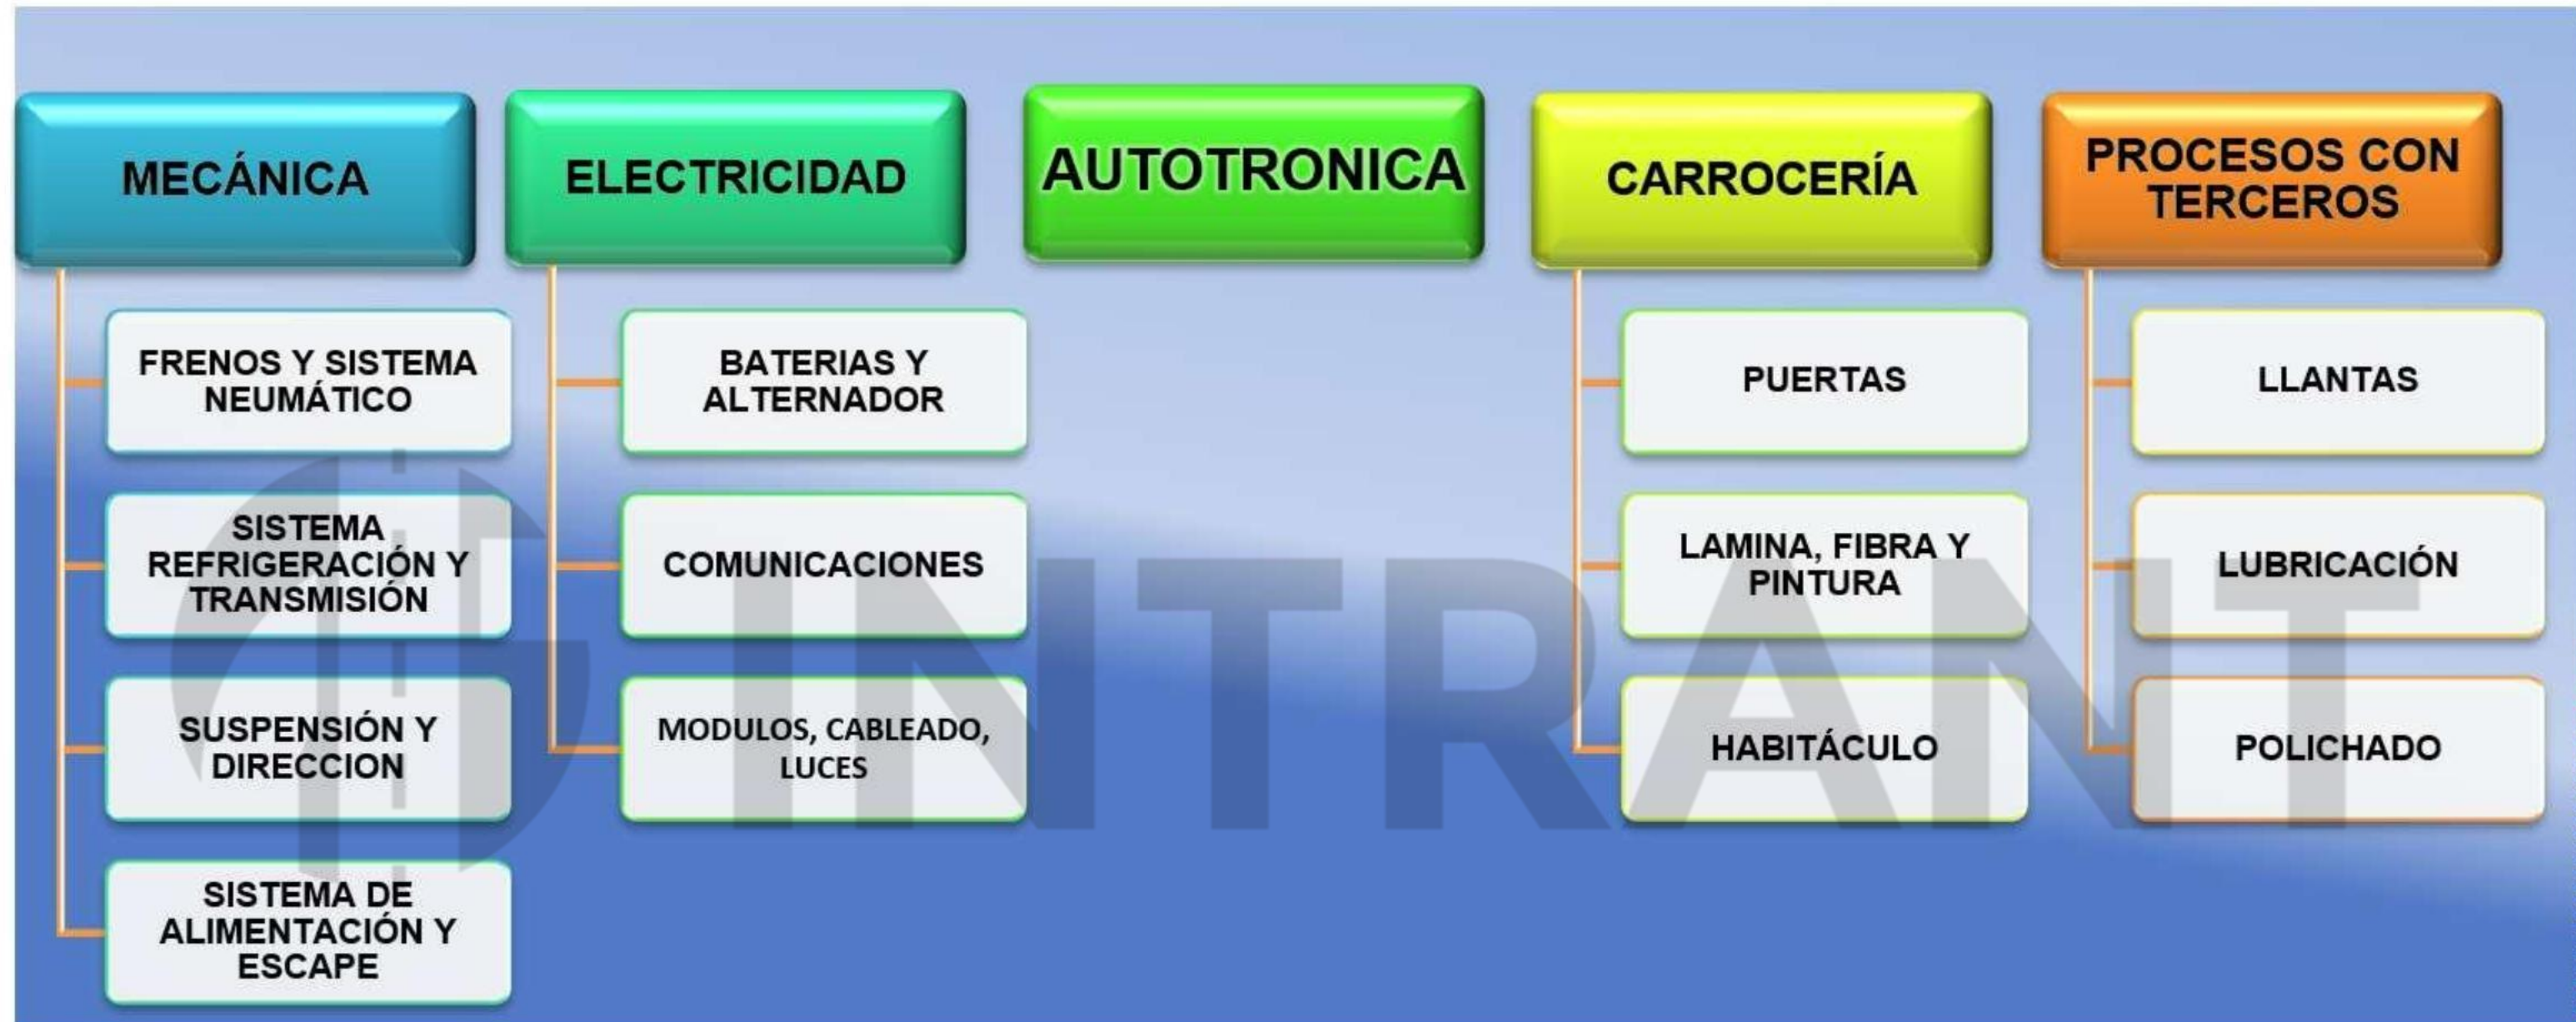 MECÁNICA
FRENOS Y SISTEMA
NEUMÁTICO
SISTEMA
REFRIGERACIÓN Y
TRANSMISIÓN
SUSPENSIÓN Y
DIRECCION
SISTEMA DE
ALIMENTACIÓN Y
ESCAPE
ELECTRICIDAD
BATERIAS Y
ALTERNADOR
COMUNICACIONES
MODULOS, CABLEADO,
LUCES
AUTOTRONICA
CARROCERÍA
PUERTAS
LAMINA, FIBRA Y
PINTURA
HABITÁCULO
PROCESOS CON
TERCEROS
LLANTAS
LUBRICACIÓN
POLICHADO
INTRANT